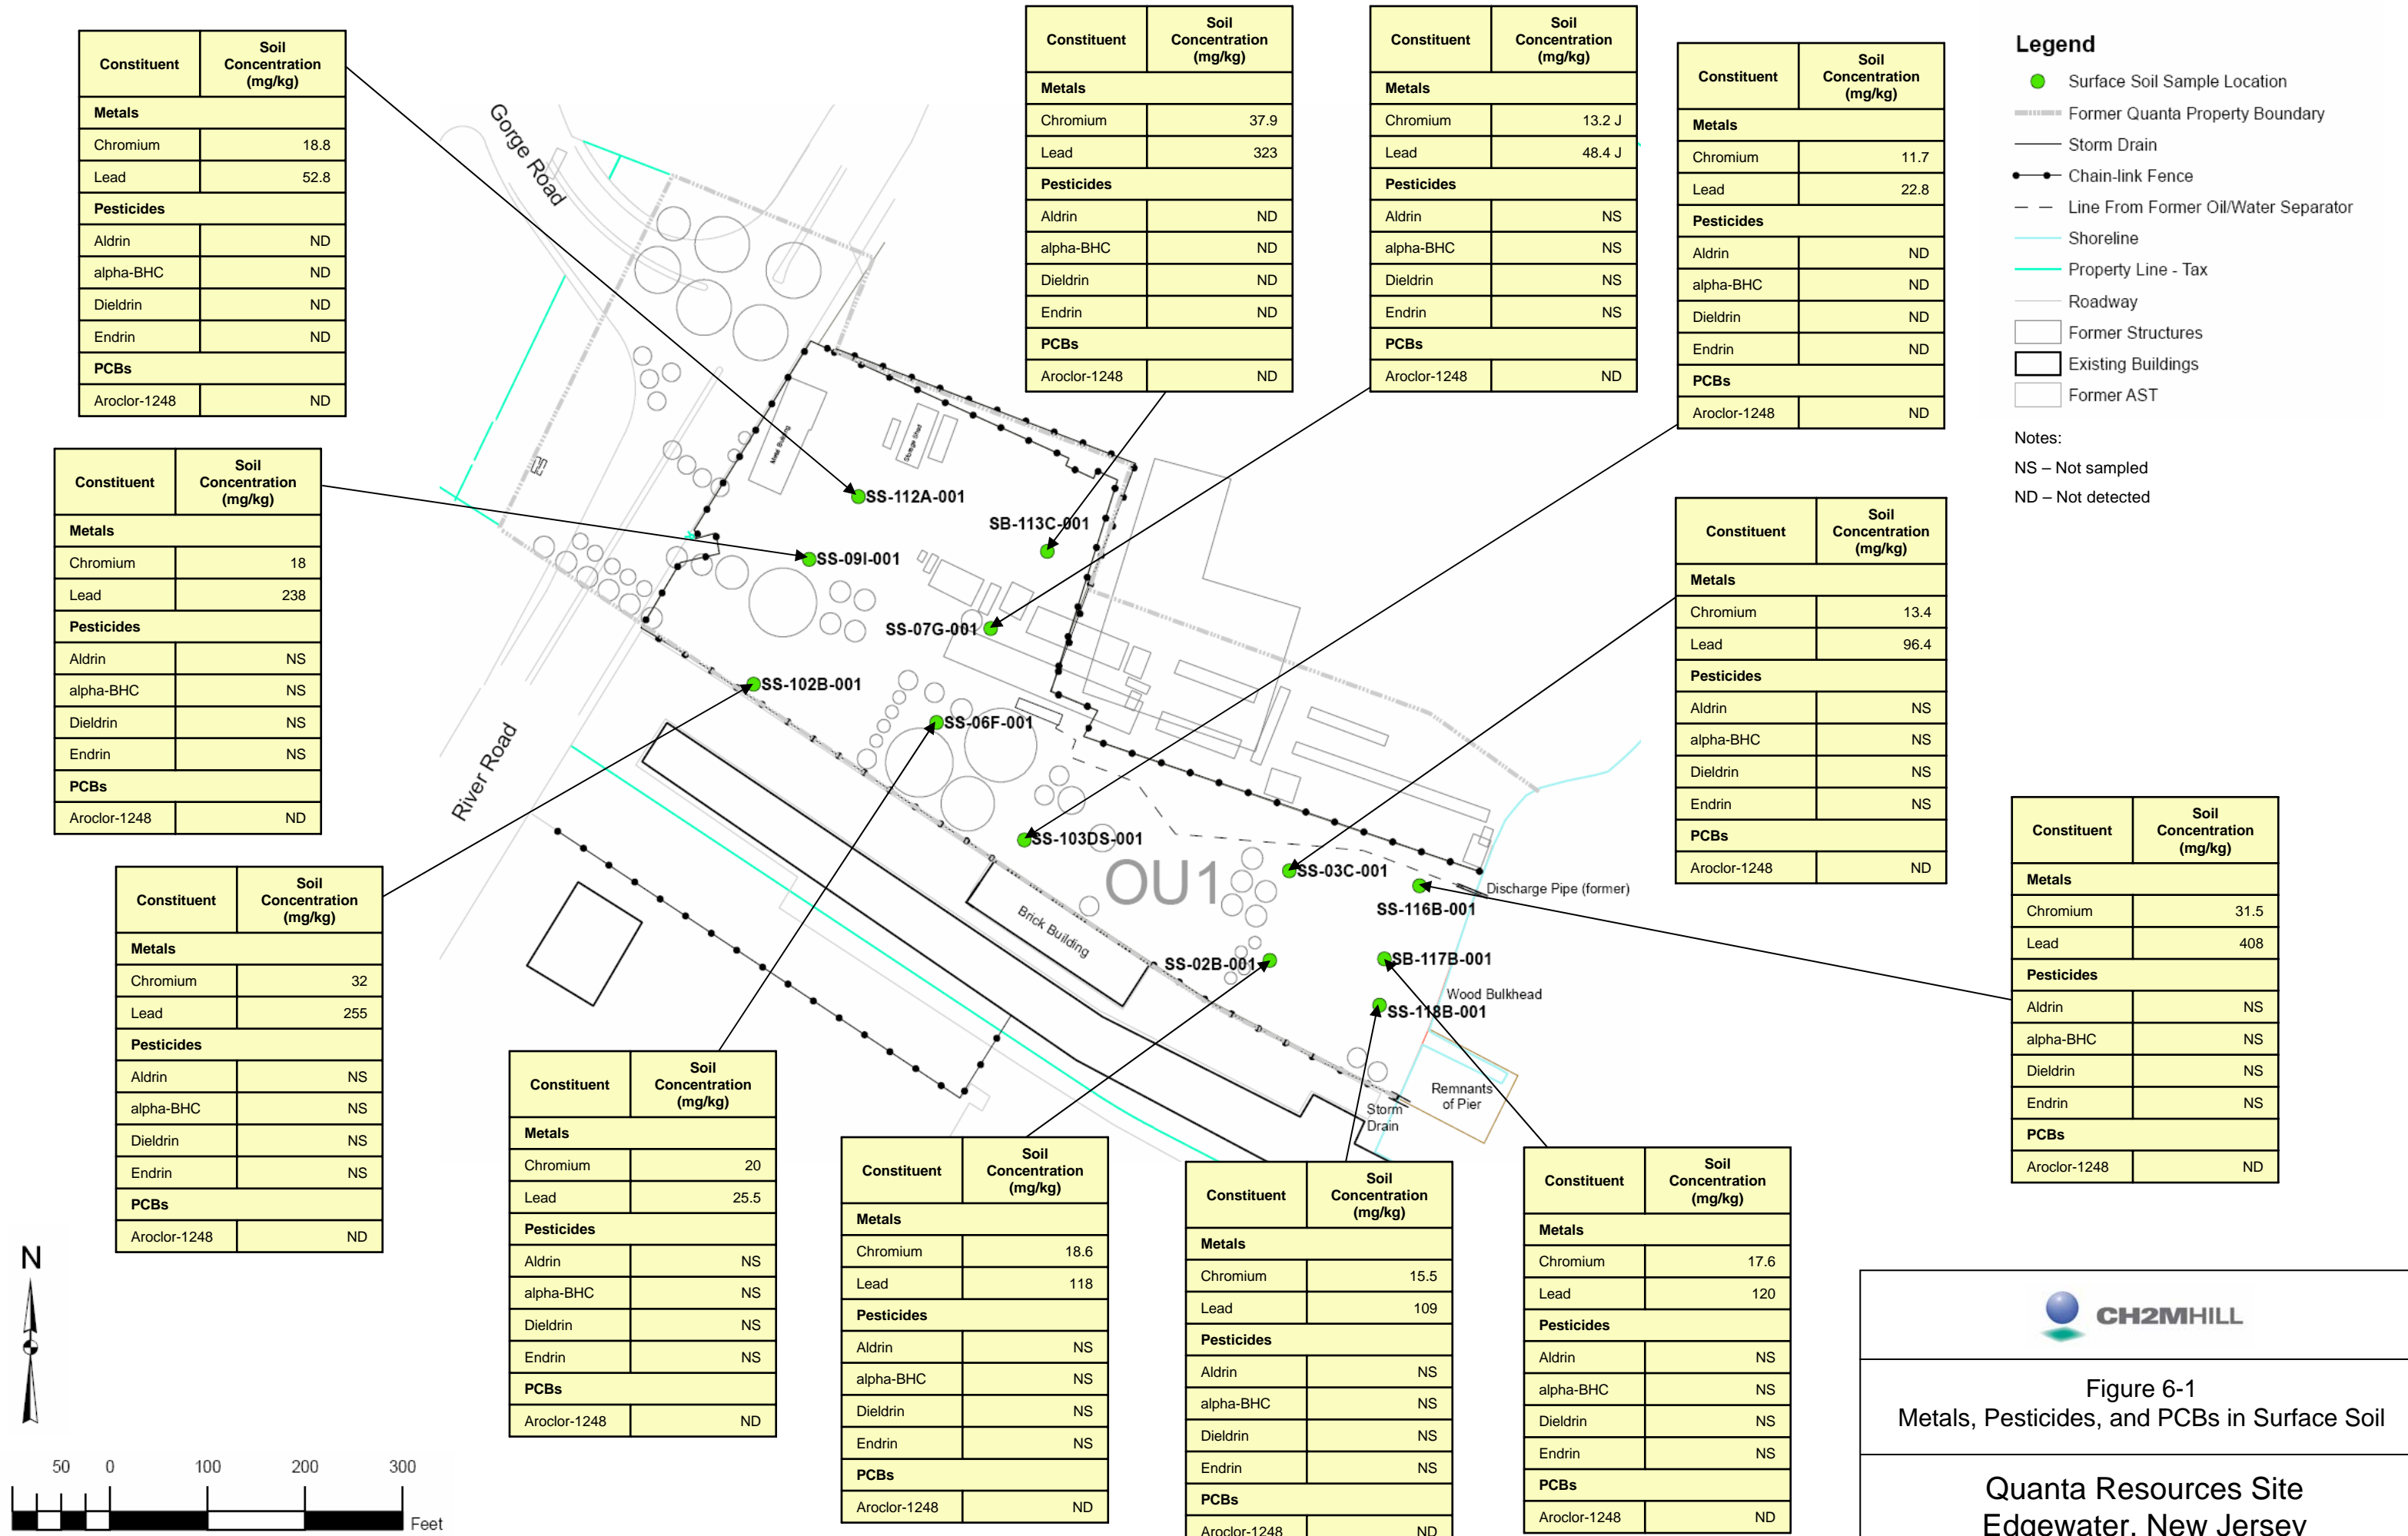 Constituent Soil Concentration (mg/kg)
Metals
Chromium 18.8
Lead 52.8
Pesticides
Aldrin ND
alpha-BHC ND
Dieldrin ND
Endrin ND
PCBs
Aroclor-1248 ND
Constituent Soil Concentration (mg/kg)
Metals
Chromium 37.9
Lead 323
Pesticides
Aldrin ND
alpha-BHC ND
Dieldrin ND
Endrin ND
PCBs
Aroclor-1248 ND
Constituent Soil Concentration (mg/kg)
Metals
Chromium 13.2 J
Lead 48.4 J
Pesticides
Aldrin NS
alpha-BHC NS
Dieldrin NS
Endrin NS
PCBs
Aroclor-1248 ND
Constituent Soil Concentration (mg/kg)
Metals
Chromium 11.7
Lead 22.8
Pesticides
Aldrin ND
alpha-BHC ND
Dieldrin ND
Endrin ND
PCBs
Aroclor-1248 ND
Legend
Surface Soil Sample Location
Former Quanta Property Boundary
Storm Drain
Chain-link Fence
Line From Former Oil/Water Separator
Shoreline
Property Line - Tax
Roadway
Former Structures
Existing Buildings
Former AST
Notes:
NS – Not sampled
ND – Not detected
Constituent Soil Concentration (mg/kg)
Metals
Chromium 18
Lead 238
Pesticides
Aldrin NS
alpha-BHC NS
Dieldrin NS
Endrin NS
PCBs
Aroclor-1248 ND
Gorge Road
Metal Building
Storage Shed
SS-112A-001
SB-113C-001
SS-09I-001
SS-07G-001
SS-102B-001
SS-06F-001
River Road
SS-103DS-001
OU1
SS-03C-001
Discharge Pipe (former)
SS-116B-001
Brick Building
SS-02B-001
SB-117B-001
Wood Bulkhead
SS-118B-001
Remnants
of Pier
Storm
Drain
Constituent Soil Concentration (mg/kg)
Metals
Chromium 13.4
Lead 96.4
Pesticides
Aldrin NS
alpha-BHC NS
Dieldrin NS
Endrin NS
PCBs
Aroclor-1248 ND
Constituent Soil Concentration (mg/kg)
Metals
Chromium 31.5
Lead 408
Pesticides
Aldrin NS
alpha-BHC NS
Dieldrin NS
Endrin NS
PCBs
Aroclor-1248 ND
Constituent Soil Concentration (mg/kg)
Metals
Chromium 32
Lead 255
Pesticides
Aldrin NS
alpha-BHC NS
Dieldrin NS
Endrin NS
PCBs
Aroclor-1248 ND
Constituent Soil Concentration (mg/kg)
Metals
Chromium 20
Lead 25.5
Pesticides
Aldrin NS
alpha-BHC NS
Dieldrin NS
Endrin NS
PCBs
Aroclor-1248 ND
Constituent Soil Concentration (mg/kg)
Metals
Chromium 18.6
Lead 118
Pesticides
Aldrin NS
alpha-BHC NS
Dieldrin NS
Endrin NS
PCBs
Aroclor-1248 ND
Constituent Soil Concentration (mg/kg)
Metals
Chromium 15.5
Lead 109
Pesticides
Aldrin NS
alpha-BHC NS
Dieldrin NS
Endrin NS
PCBs
Aroclor-1248 ND
Constituent Soil Concentration (mg/kg)
Metals
Chromium 17.6
Lead 120
Pesticides
Aldrin NS
alpha-BHC NS
Dieldrin NS
Endrin NS
PCBs
Aroclor-1248 ND
N
50 0 100 200 300
Feet
CH2MHILL
Figure 6-1
Metals, Pesticides, and PCBs in Surface Soil
Quanta Resources Site
Edgewater, New Jersey